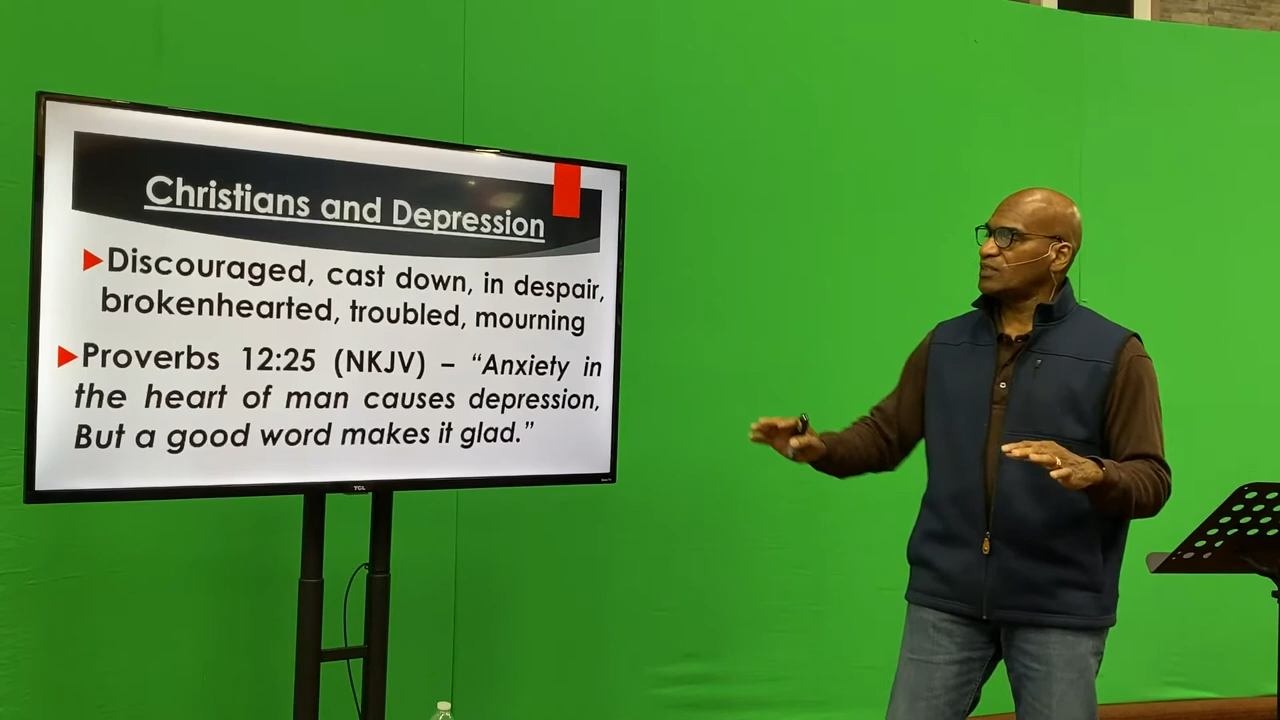 Christians and Depression
Discouraged, cast down, in despair,
brokenhearted, troubled, mourning
Proverbs 12:25 (NKJV) – “Anxiety in
the heart of man causes depression,
But a good word makes it glad.”
TCL